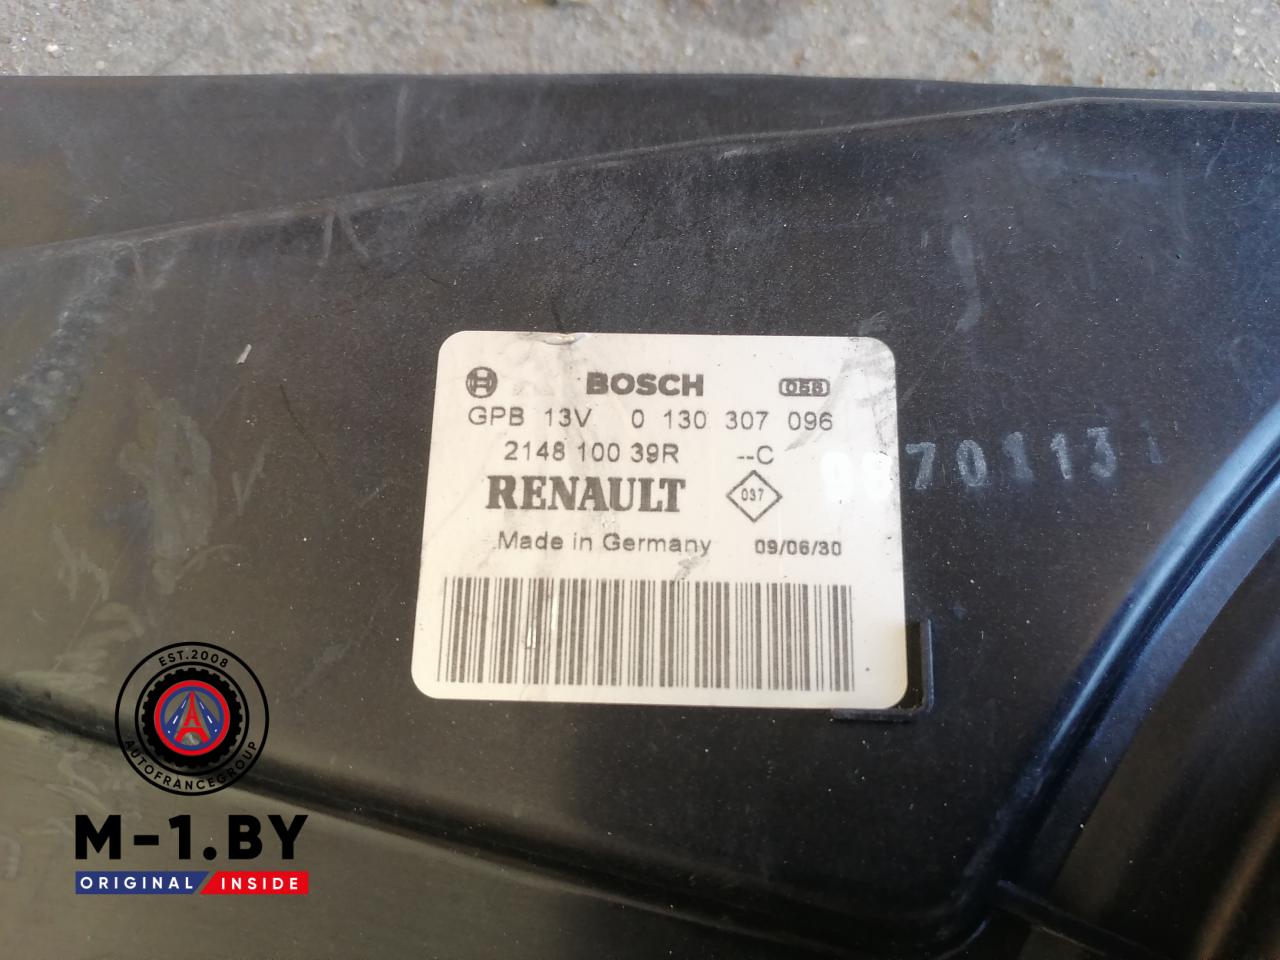 BOSCH 058
GPB 13V 0 130 307 096
2148 100 39R --C
RENAULT 037
Made in Germany 09/06/30
EST.2008
AUTOFRANCEGROUP
M-1.BY
ORIGINAL INSIDE